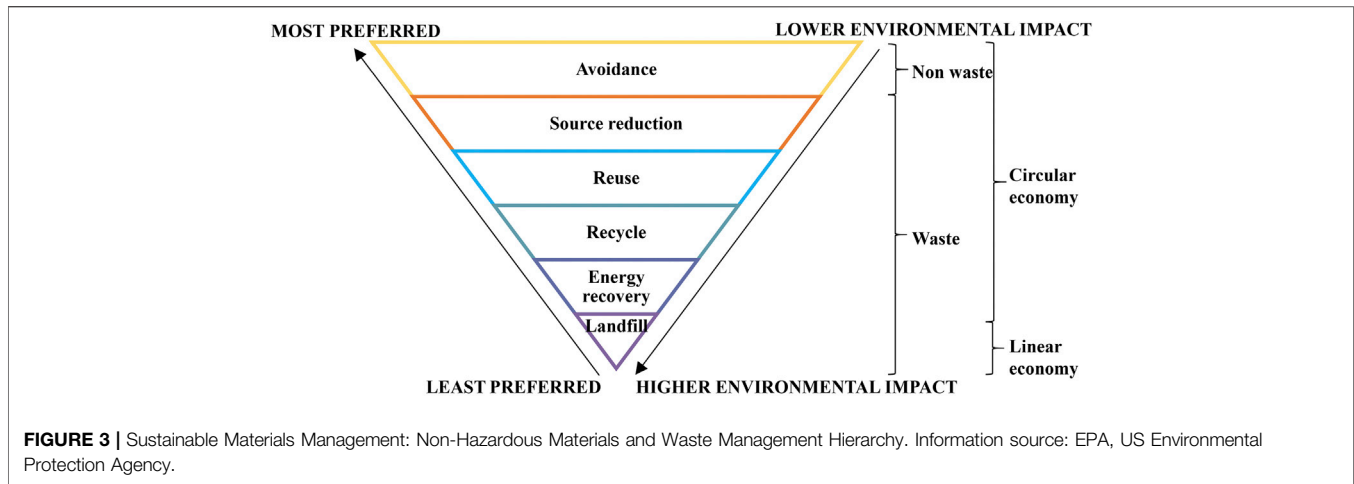 MOST PREFERRED
LOWER ENVIRONMENTAL IMPACT
Avoidance
Non waste
Source reduction
Reuse
Circular
economy
Recycle
Waste
Energy
recovery
Landfill
Linear
economy
LEAST PREFERRED
HIGHER ENVIRONMENTAL IMPACT
FIGURE 3 | Sustainable Materials Management: Non-Hazardous Materials and Waste Management Hierarchy. Information source: EPA, US Environmental
Protection Agency.